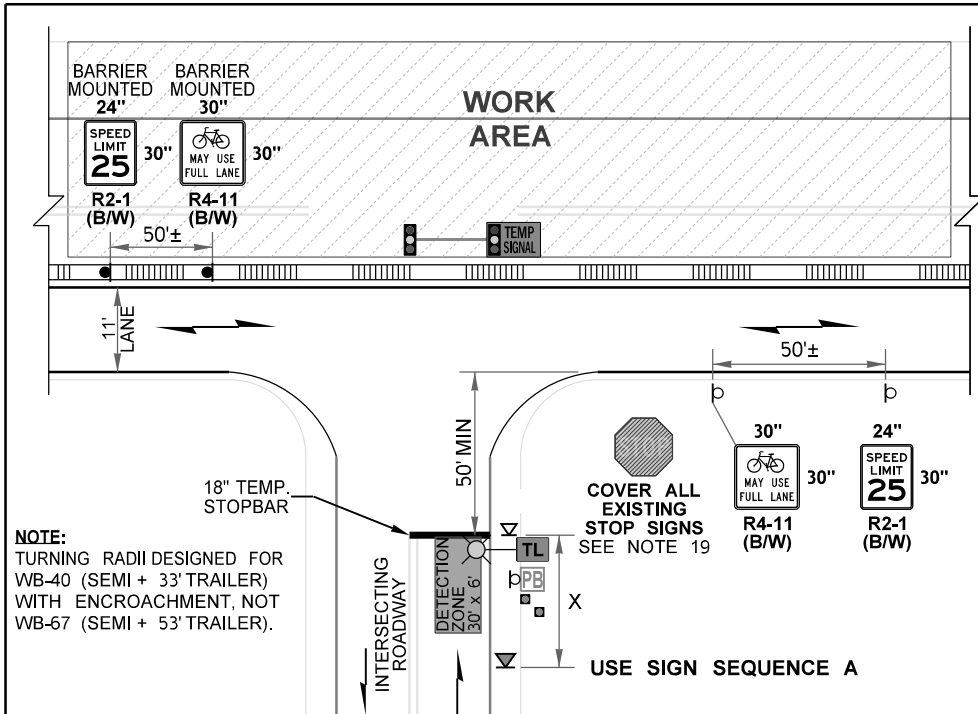 WORK
AREA
BARRIER
MOUNTED
24"
SPEED
LIMIT
25
30"
R2-1
(B/W)
BARRIER
MOUNTED
30"
MAY USE
FULL LANE
30"
R4-11
(B/W)
50'±
TEMP
SIGNAL
11'
LANE
50'±
50' MIN
STOP
COVER ALL
EXISTING
STOP SIGNS
SEE NOTE 19
30"
MAY USE
FULL LANE
30"
R4-11
(B/W)
24"
SPEED
LIMIT
25
30"
R2-1
(B/W)
18" TEMP.
STOPBAR
NOTE:
TURNING RADII DESIGNED FOR
WB-40 (SEMI + 33' TRAILER)
WITH ENCROACHMENT, NOT
WB-67 (SEMI + 53' TRAILER).
INTERSECTING
ROADWAY
DETECTION
ZONE
30' x 6'
TL
PB
X
USE SIGN SEQUENCE A